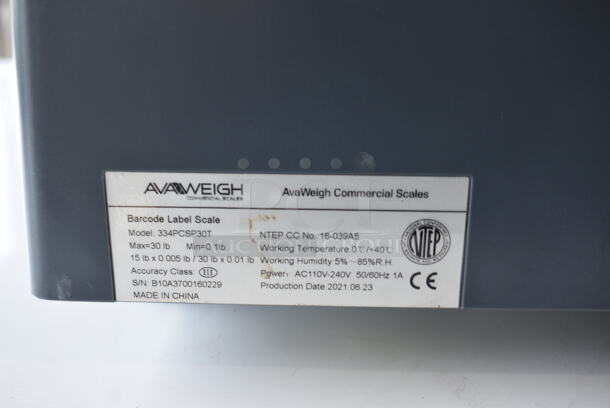 AVAWEIGH
COMMERCIAL SCALES
AvaWeigh Commercial Scales
Barcode Label Scale
Model: 334PCSP30T
NTEP CC No. 16-039A5
Max=30 lb Min=0.1lb
Working Temperature 0℃/+40℃
15 lb x 0.005 lb / 30 lb x 0.01 lb
Working Humidity 5%~85%R.H.
Accuracy Class III
Power: AC110V-240V 50/60Hz 1A
S/N: B10A3700160229
Production Date:2021.06.23
MADE IN CHINA
NTEP
CE